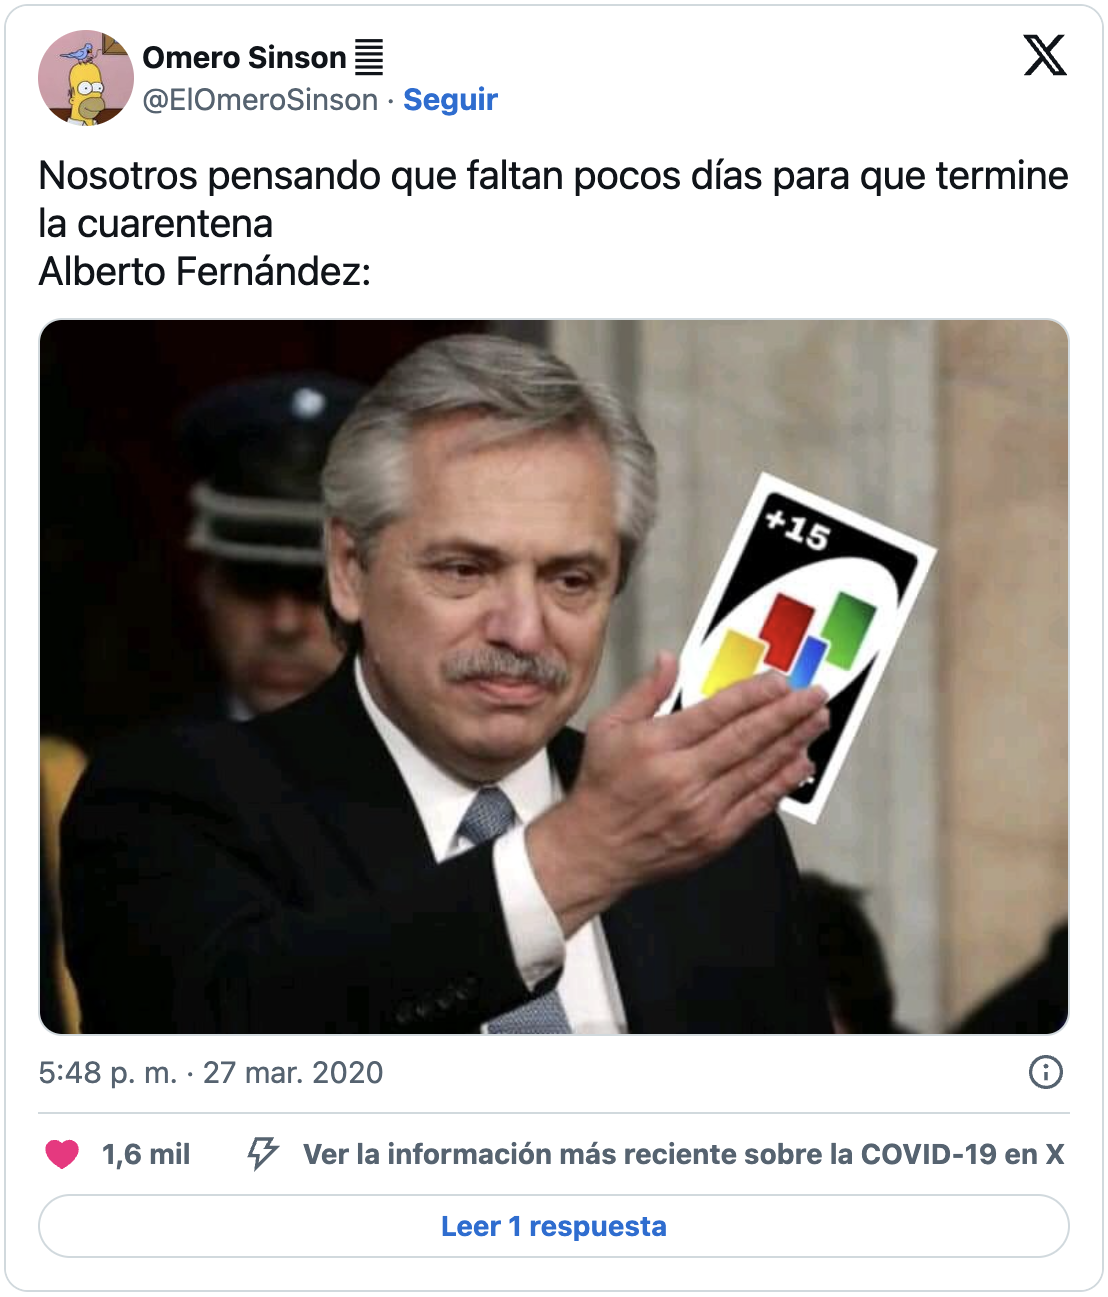 Omero Sinson
@ElOmeroSinson · Seguir
Nosotros pensando que faltan pocos días para que termine
la cuarentena
Alberto Fernández:
+15
5:48 p. m. · 27 mar. 2020
1,6 mil
Ver la información más reciente sobre la COVID-19 en X
Leer 1 respuesta